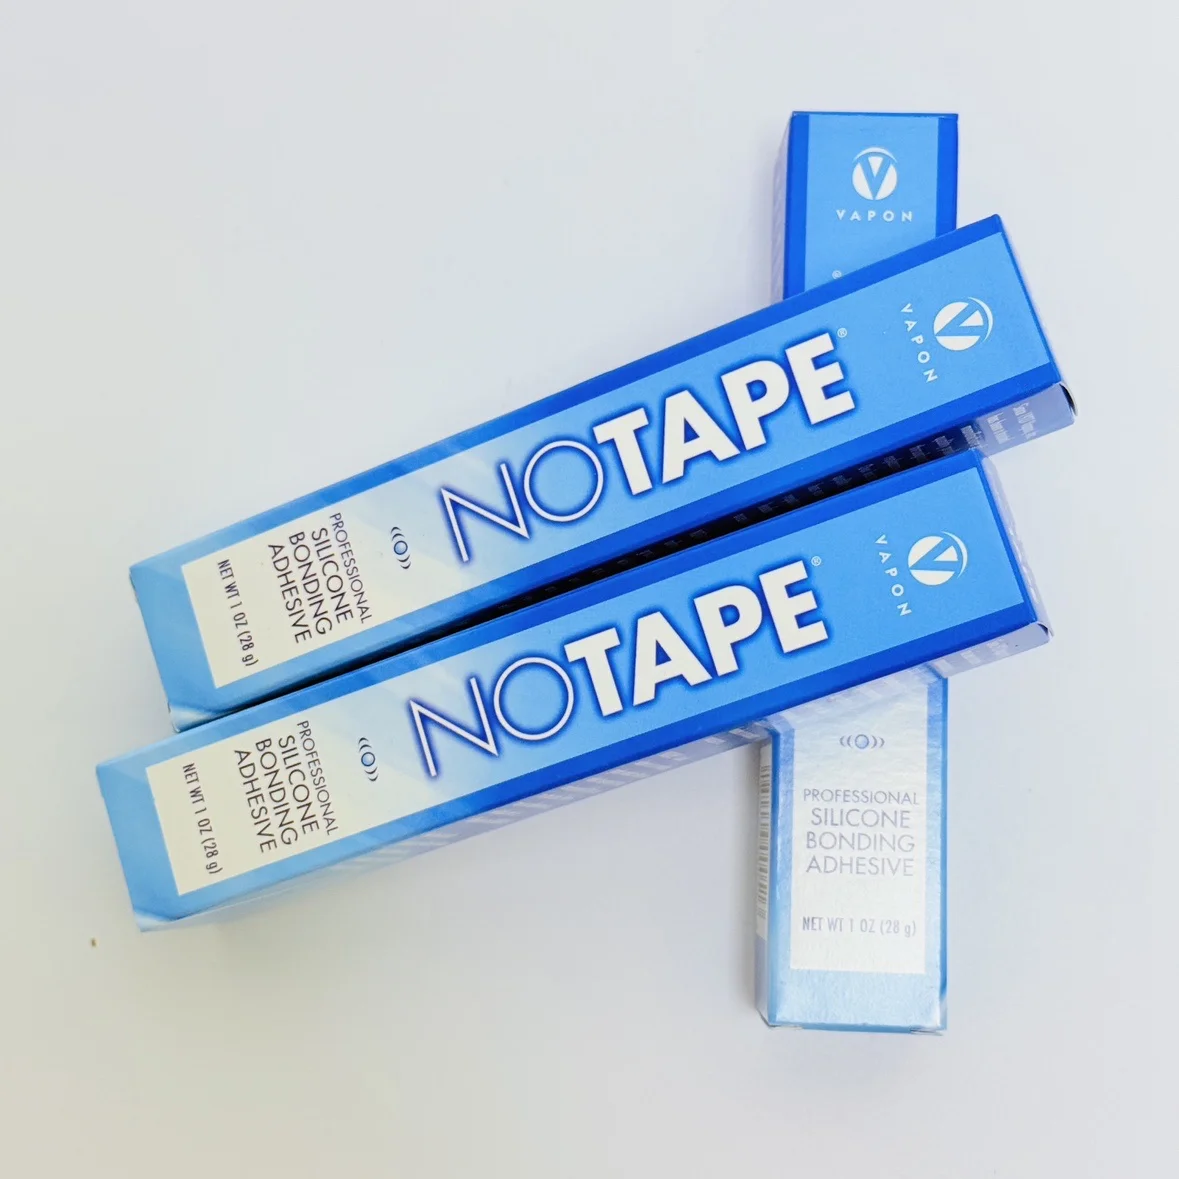 VAPON
®
VAPON
NOTAPE®
PROFESSIONAL
SILICONE
BONDING
ADHESIVE
NET WT 1 OZ (28 g)
VAPON
NOTAPE®
PROFESSIONAL
SILICONE
BONDING
ADHESIVE
NET WT 1 OZ (28 g)
PROFESSIONAL
SILICONE
BONDING
ADHESIVE
NET WT 1 OZ (28 g)